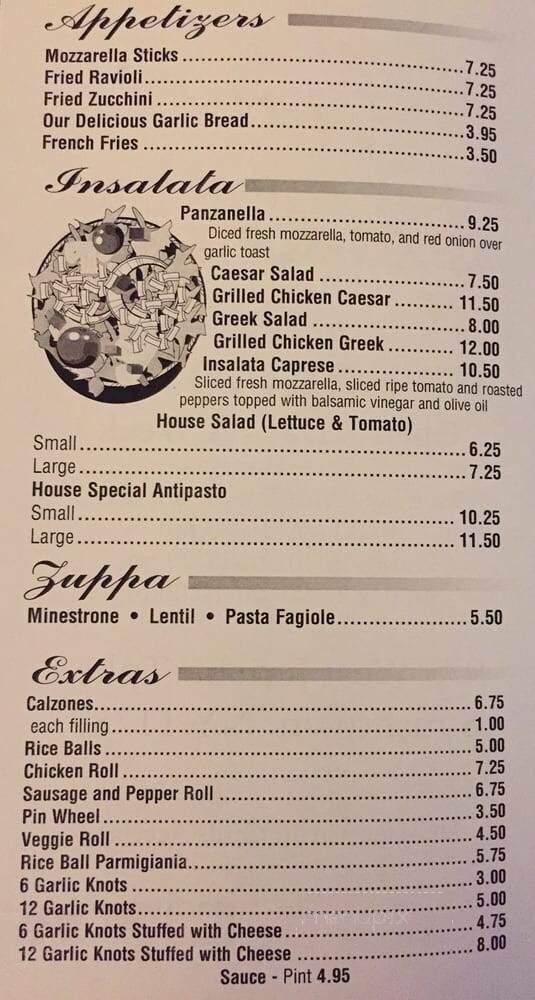 Appetizers
Mozzarella Sticks ..... 7.25
Fried Ravioli ..... 7.25
Fried Zucchini ..... 7.25
Our Delicious Garlic Bread ..... 3.95
French Fries ..... 3.50
Insalata
Panzanella ..... 9.25
Diced fresh mozzarella, tomato, and red onion over
garlic toast
Caesar Salad ..... 7.50
Grilled Chicken Caesar ..... 11.50
Greek Salad ..... 8.00
Grilled Chicken Greek ..... 12.00
Insalata Caprese ..... 10.50
Sliced fresh mozzarella, sliced ripe tomato and roasted
peppers topped with balsamic vinegar and olive oil
House Salad (Lettuce & Tomato)
Small ..... 6.25
Large ..... 7.25
House Special Antipasto
Small ..... 10.25
Large ..... 11.50
Zuppa
Minestrone • Lentil • Pasta Fagiole ..... 5.50
Extras
Calzones ..... 6.75
each filling ..... 1.00
Rice Balls ..... 5.00
Chicken Roll ..... 7.25
Sausage and Pepper Roll ..... 6.75
Pin Wheel ..... 3.50
Veggie Roll ..... 4.50
Rice Ball Parmigiania ..... 5.75
6 Garlic Knots ..... 3.00
12 Garlic Knots ..... 5.00
6 Garlic Knots Stuffed with Cheese ..... 4.75
12 Garlic Knots Stuffed with Cheese ..... 8.00
Sauce - Pint 4.95